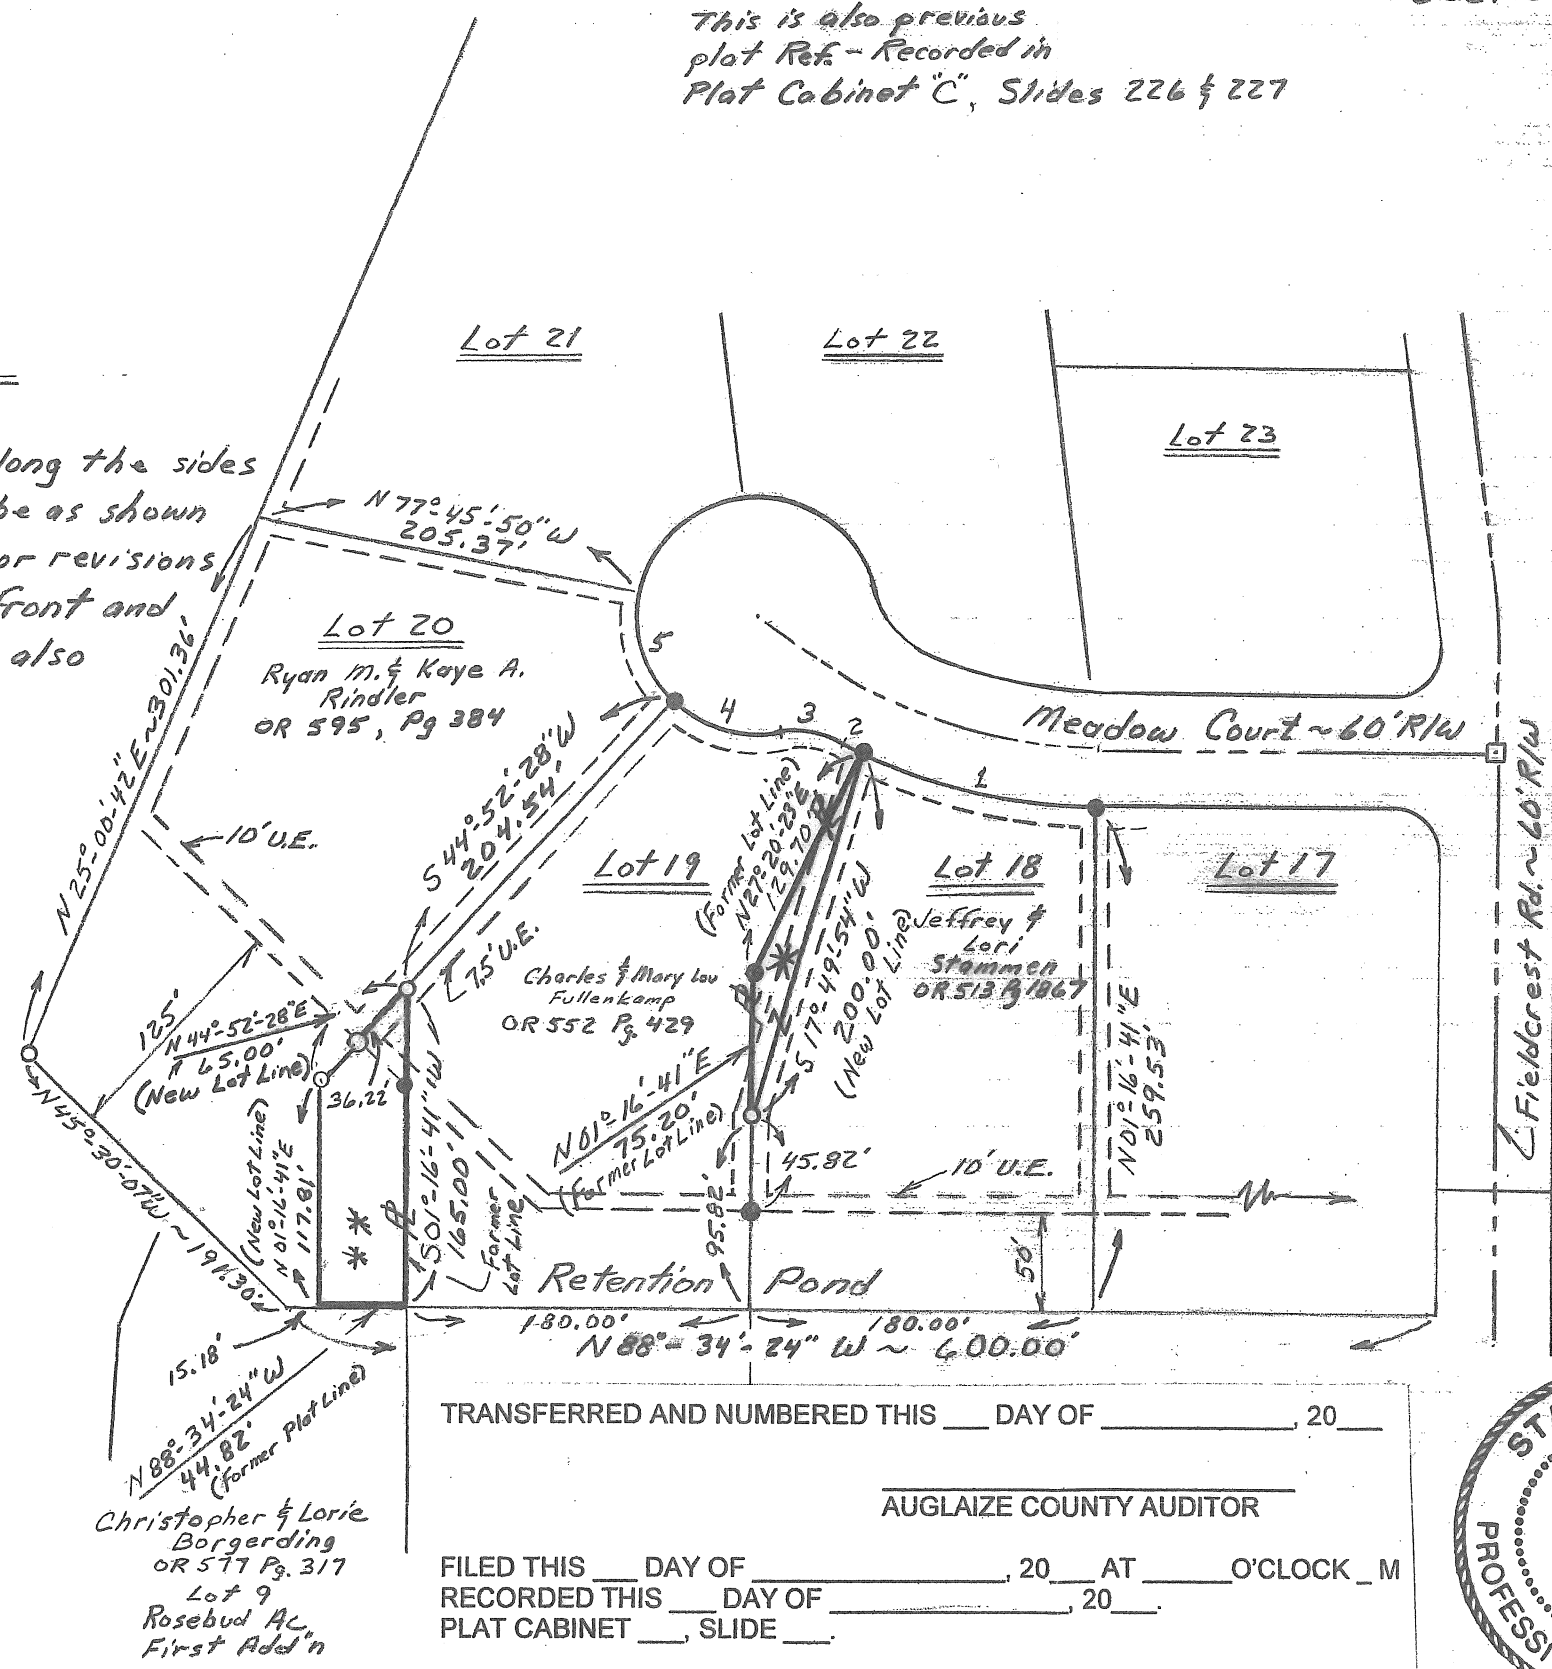 This is also previous
plat Ref. - Recorded in
Plat Cabinet "C", Slides 226 & 227
Lot 21
Lot 22
Lot 23
long the sides
be as shown
or revisions
front and
also
N 77°-45'-50" W
205.37'
Lot 20
Ryan M. & Kaye A.
Rindler
OR 595, Pg 384
N 25°-00'-42" E ~ 301.36'
5
4
3
2
1
Meadow Court ~ 60' R/W
Fieldcrest Rd. ~ 60' R/W
S 44°-52'-28" W
204.54'
10' U.E.
Lot 19
Charles & Mary Lou
Fullenkamp
OR 552 Pg. 429
7.5' U.E.
(Former Lot Line)
N 27°-20'-23" E
129.70'
*
S 17°-49'-54" W
200.00'
(New Lot Line)
Lot 18
Jeffrey &
Lori
Stammen
OR 513 Pg 1867
Lot 17
N 01°-16'-41" E
259.53'
125'
N 44°-52'-28" E
65.00'
(New Lot Line)
36.22'
N 45°-30'-07" W ~ 191.30'
(New Lot Line)
N 01°-16'-41" E
117.81'
* *
S 01°-16'-41" W
165.00'
Former
Lot Line
N 01°-16'-41" E
75.20'
(Former Lot Line)
45.82'
95.82'
10' U.E.
50'
Retention Pond
180.00'
180.00'
N 88°-34'-24" W ~ 600.00'
15.18'
N 88°-34'-24" W
44.82'
(Former Plat Line)
Christopher & Lorie
Borgerding
OR 577 Pg. 317
Lot 9
Rosebud Ac.
First Add'n
TRANSFERRED AND NUMBERED THIS ___ DAY OF ____________, 20___
AUGLAIZE COUNTY AUDITOR
FILED THIS ___ DAY OF ________________, 20___ AT ______O'CLOCK _ M
RECORDED THIS ___ DAY OF _______________, 20___.
PLAT CABINET ___, SLIDE ___.
PROFESSI